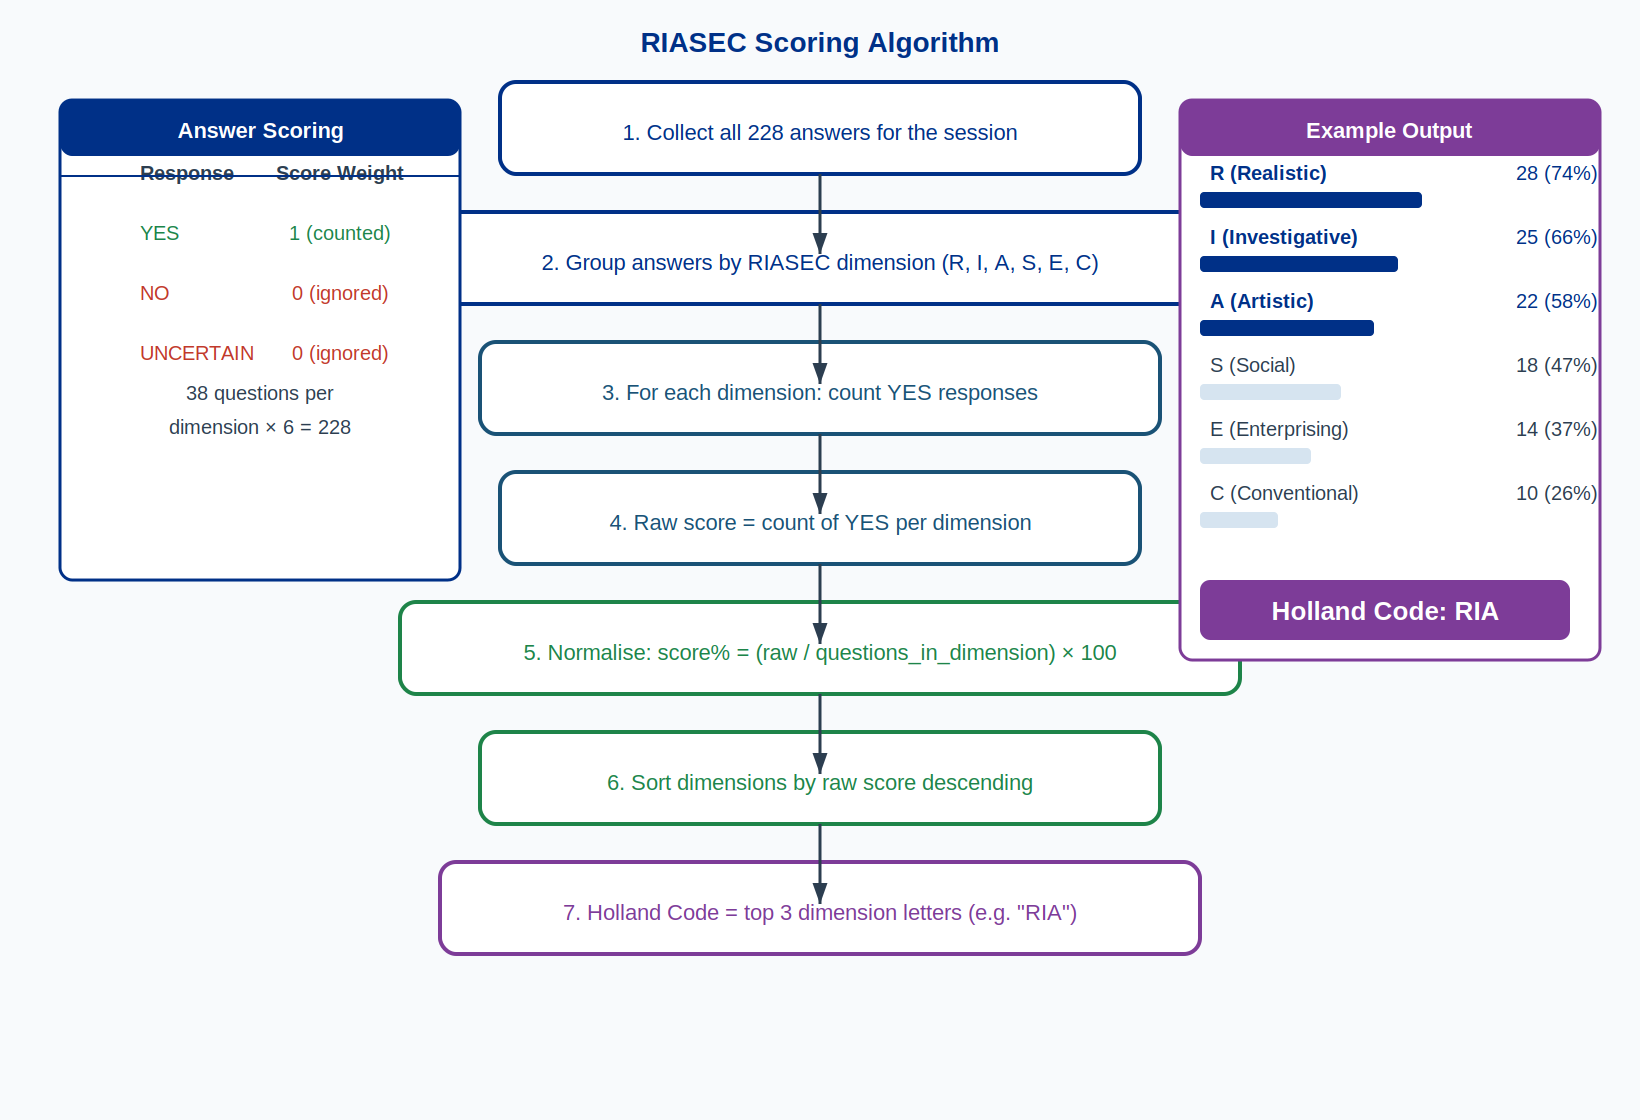 RIASEC Scoring Algorithm
Answer Scoring
Response Score Weight
YES 1 (counted)
NO 0 (ignored)
UNCERTAIN 0 (ignored)
38 questions per
dimension × 6 = 228
1. Collect all 228 answers for the session
2. Group answers by RIASEC dimension (R, I, A, S, E, C)
3. For each dimension: count YES responses
4. Raw score = count of YES per dimension
5. Normalise: score% = (raw / questions_in_dimension) × 100
6. Sort dimensions by raw score descending
7. Holland Code = top 3 dimension letters (e.g. "RIA")
Example Output
R (Realistic) 28 (74%)
I (Investigative) 25 (66%)
A (Artistic) 22 (58%)
S (Social) 18 (47%)
E (Enterprising) 14 (37%)
C (Conventional) 10 (26%)
Holland Code: RIA